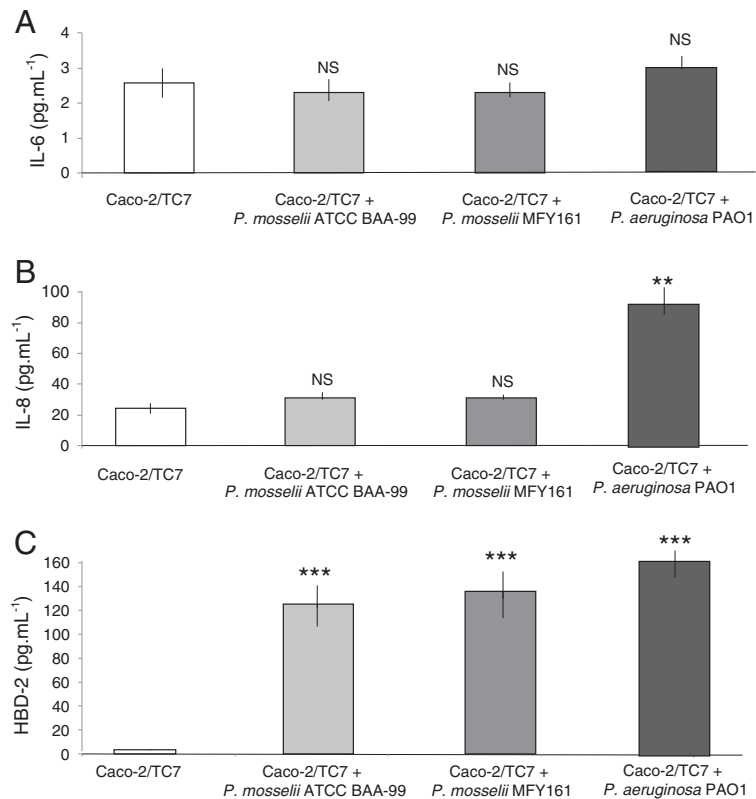 A
IL-6 (pg.mL-1)
4
3
2
1
0
NS
NS
NS
Caco-2/TC7
Caco-2/TC7 +
P. mosselii ATCC BAA-99
Caco-2/TC7 +
P. mosselii MFY161
Caco-2/TC7 +
P. aeruginosa PAO1
B
IL-8 (pg.mL-1)
100
80
60
40
20
0
NS
NS
**
Caco-2/TC7
Caco-2/TC7 +
P. mosselii ATCC BAA-99
Caco-2/TC7 +
P. mosselii MFY161
Caco-2/TC7 +
P. aeruginosa PAO1
C
HBD-2 (pg.mL-1)
160
140
120
100
80
60
40
20
0
***
***
***
Caco-2/TC7
Caco-2/TC7 +
P. mosselii ATCC BAA-99
Caco-2/TC7 +
P. mosselii MFY161
Caco-2/TC7 +
P. aeruginosa PAO1